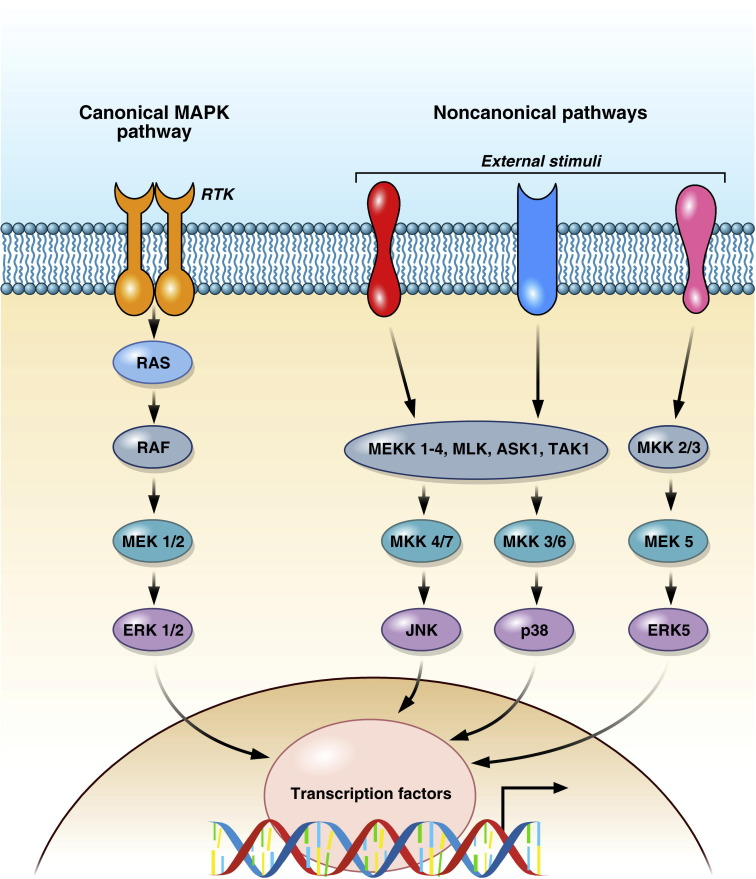 Canonical MAPK
pathway
Noncanonical pathways
External stimuli
RTK
RAS
RAF
MEKK 1-4, MLK, ASK1, TAK1
MKK 2/3
MEK 1/2
MKK 4/7
MKK 3/6
MEK 5
ERK 1/2
JNK
p38
ERK5
Transcription factors